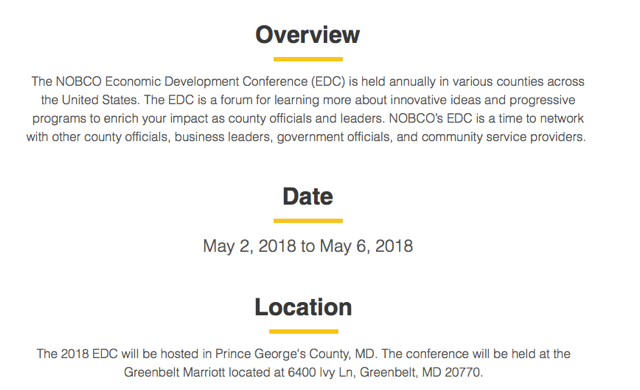 Overview
The NOBCO Economic Development Conference (EDC) is held annually in various counties across
the United States. The EDC is a forum for learning more about innovative ideas and progressive
programs to enrich your impact as county officials and leaders. NOBCO's EDC is a time to network
with other county officials, business leaders, government officials, and community service providers.
Date
May 2, 2018 to May 6, 2018
Location
The 2018 EDC will be hosted in Prince George's County, MD. The conference will be held at the
Greenbelt Marriott located at 6400 Ivy Ln, Greenbelt, MD 20770.